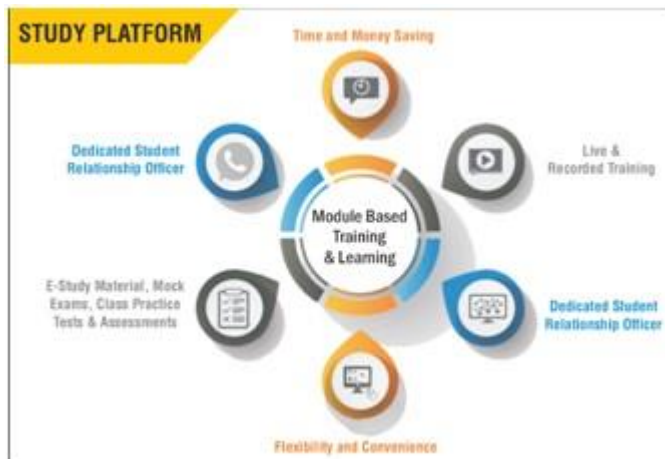 STUDY PLATFORM
Time and Money Saving
Dedicated Student
Relationship Officer
Live &
Recorded Training
Module Based
Training
& Learning
E-Study Material, Mock
Exams, Class Practice
Tests & Assessments
Dedicated Student
Relationship Officer
Flexibility and Convenience